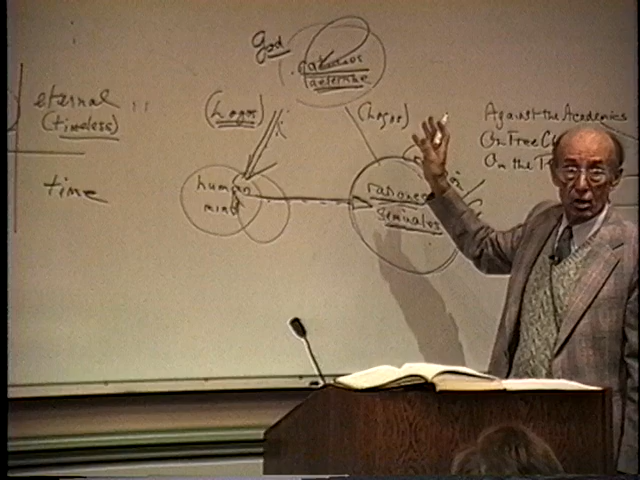 God
rationes
aeternae
eternal
(timeless)
(Logos)
(Logos)
Against the Academics
On Free
On the
time
human
mind
rationes
seminales